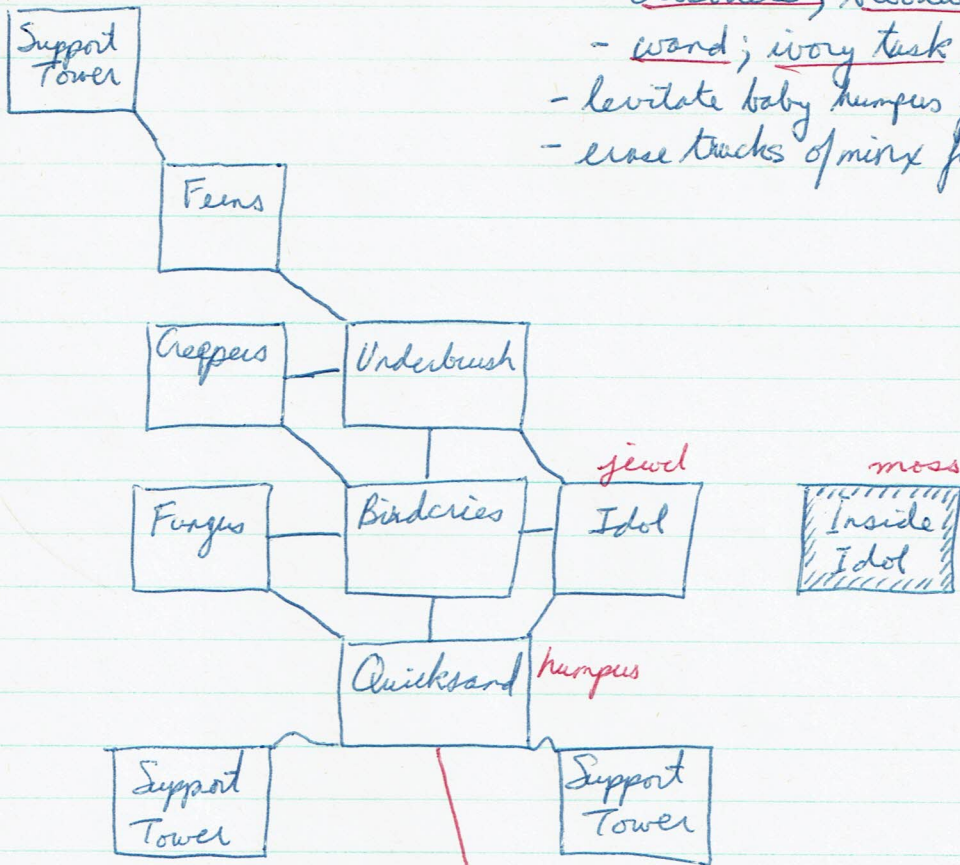 - wand; ivory tusk
- levitate baby humpus
- erase tracks of minx
Support
Tower
Ferns
Creepers
Underbrush
jewel
moss
Fungus
Birdcries
Idol
Inside
Idol
Quicksand
humpus
Support
Tower
Support
Tower